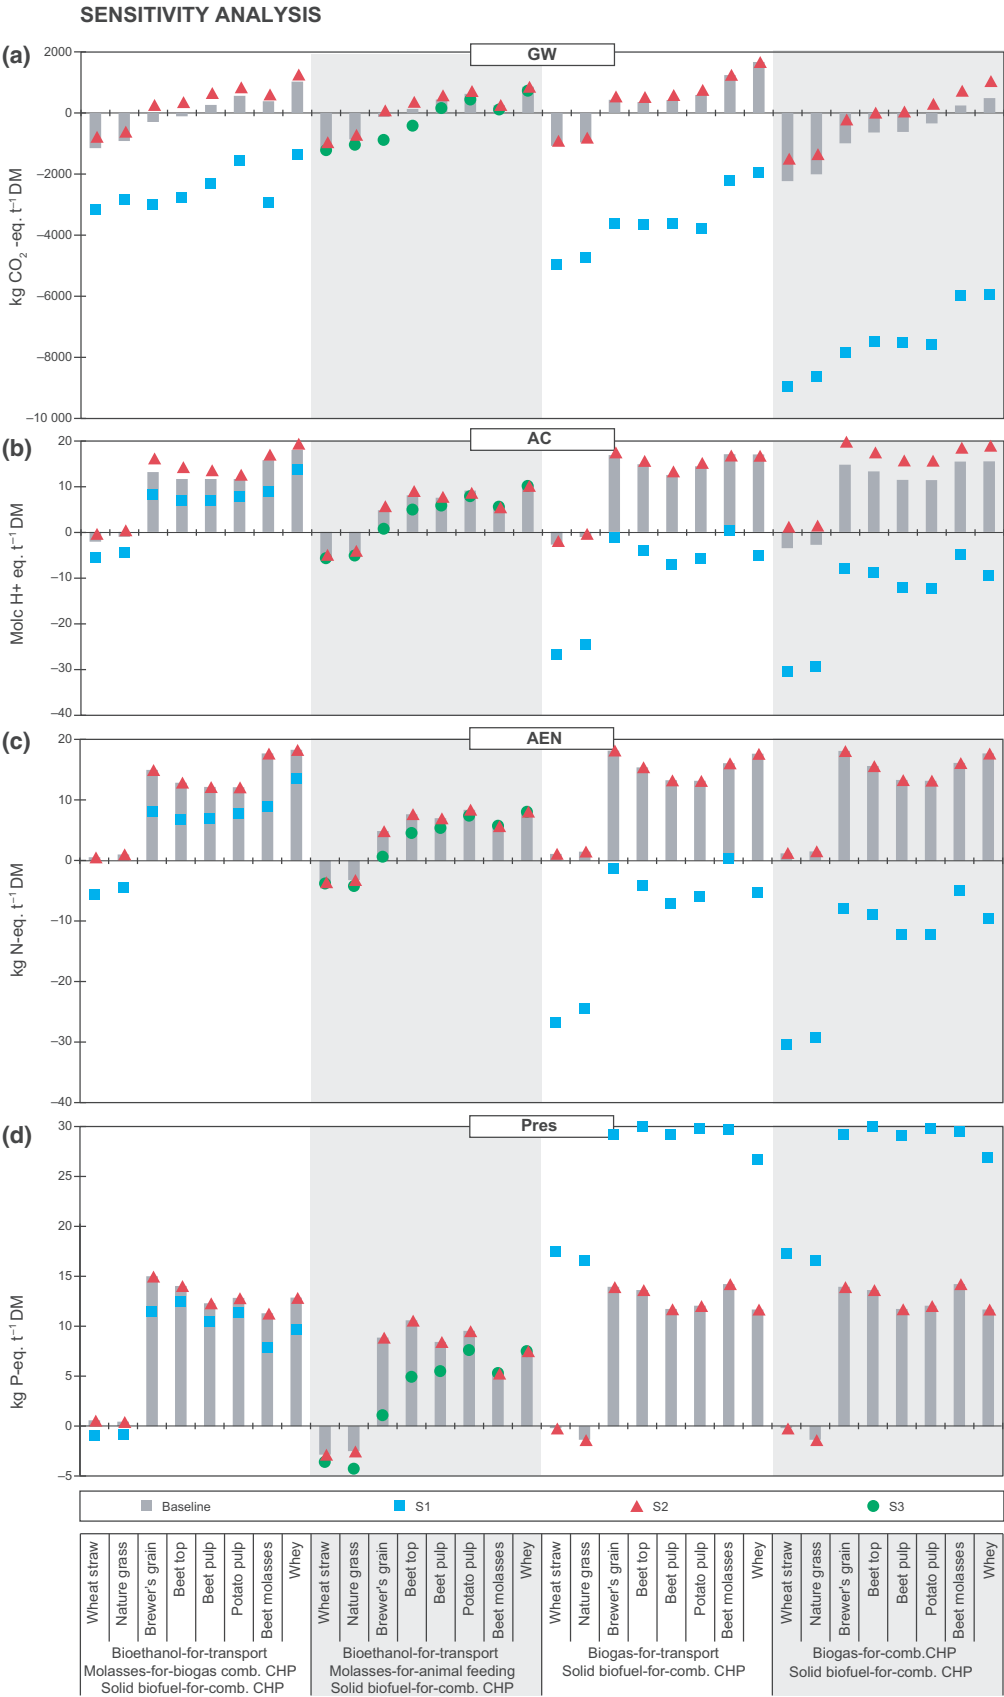 SENSITIVITY ANALYSIS
(a)
GW
2000
0
−2000
−4000
−6000
−8000
−10 000
kg CO2 -eq. t−1 DM
(b)
AC
20
10
0
−10
−20
−30
−40
Molc H+ eq. t−1 DM
(c)
AEN
20
10
0
−10
−20
−30
−40
kg N-eq. t−1 DM
(d)
Pres
30
25
20
15
10
5
0
−5
kg P-eq. t−1 DM
Baseline S1 S2 S3
Wheat straw
Nature grass
Brewer's grain
Beet top
Beet pulp
Potato pulp
Beet molasses
Whey
Wheat straw
Nature grass
Brewer's grain
Beet top
Beet pulp
Potato pulp
Beet molasses
Whey
Wheat straw
Nature grass
Brewer's grain
Beet top
Beet pulp
Potato pulp
Beet molasses
Whey
Wheat straw
Nature grass
Brewer's grain
Beet top
Beet pulp
Potato pulp
Beet molasses
Whey
Bioethanol-for-transport
Molasses-for-biogas comb. CHP
Solid biofuel-for-comb. CHP
Bioethanol-for-transport
Molasses-for-animal feeding
Solid biofuel-for-comb. CHP
Biogas-for-transport
Solid biofuel-for-comb. CHP
Biogas-for-comb.CHP
Solid biofuel-for-comb. CHP